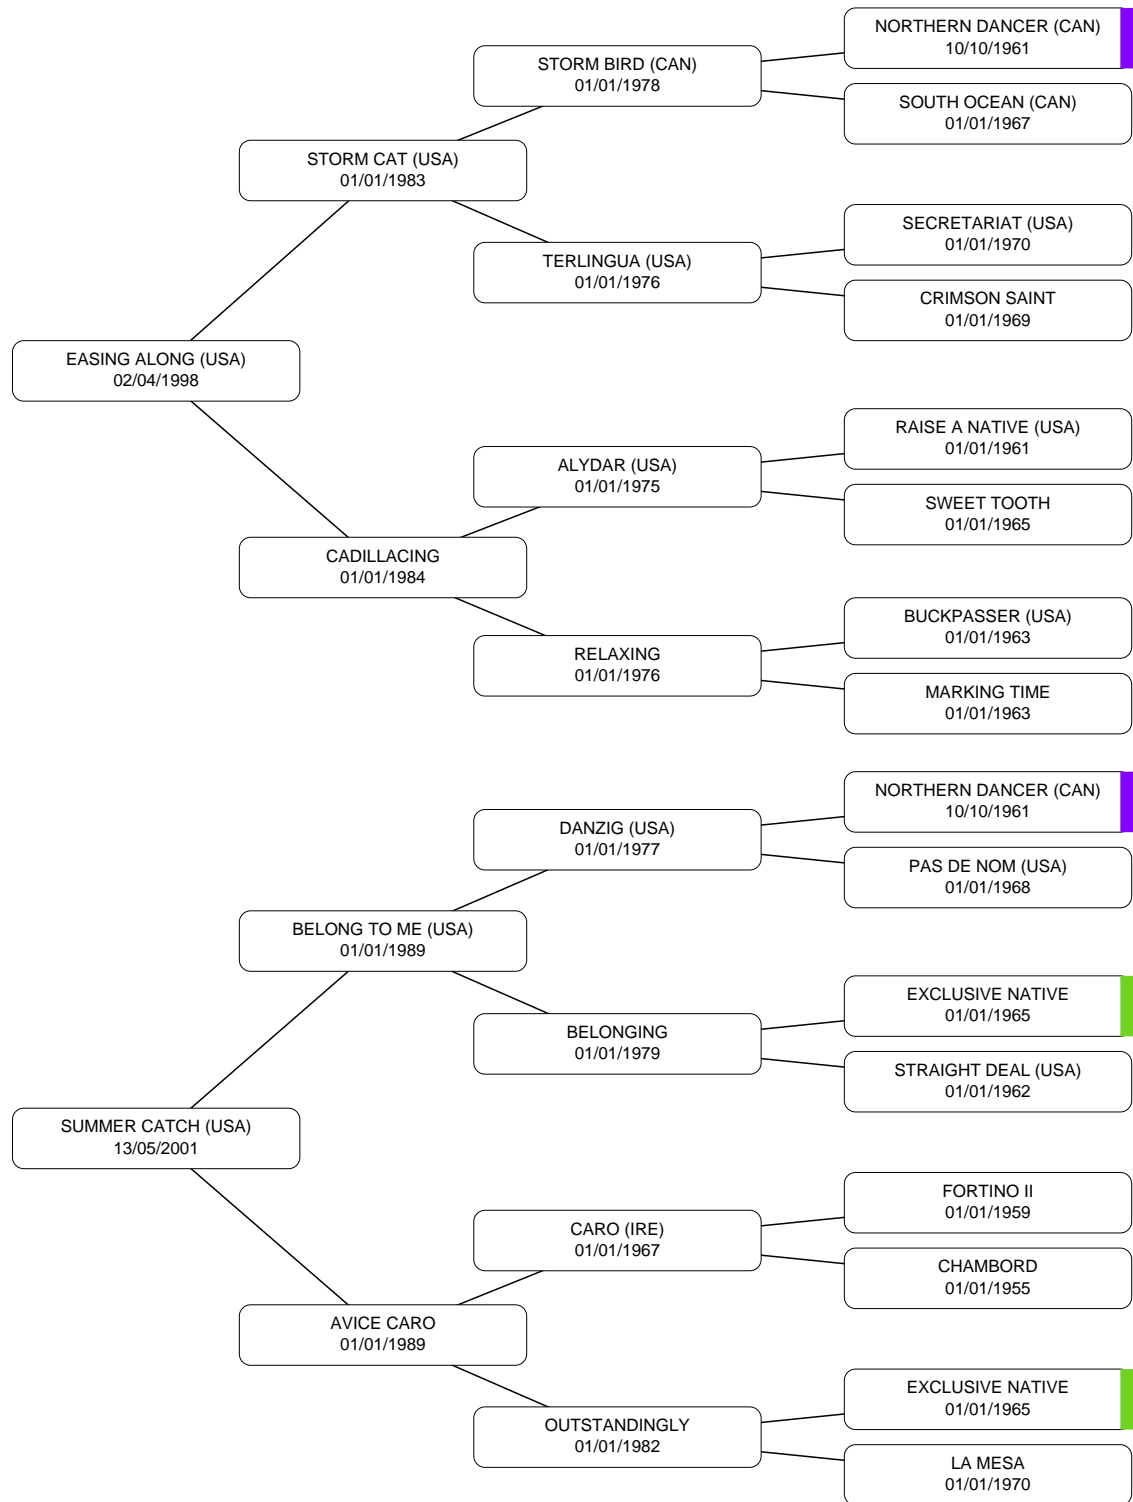 NORTHERN DANCER (CAN)
10/10/1961
STORM BIRD (CAN)
01/01/1978
SOUTH OCEAN (CAN)
01/01/1967
STORM CAT (USA)
01/01/1983
SECRETARIAT (USA)
01/01/1970
TERLINGUA (USA)
01/01/1976
CRIMSON SAINT
01/01/1969
EASING ALONG (USA)
02/04/1998
RAISE A NATIVE (USA)
01/01/1961
ALYDAR (USA)
01/01/1975
SWEET TOOTH
01/01/1965
CADILLACING
01/01/1984
BUCKPASSER (USA)
01/01/1963
RELAXING
01/01/1976
MARKING TIME
01/01/1963
NORTHERN DANCER (CAN)
10/10/1961
DANZIG (USA)
01/01/1977
PAS DE NOM (USA)
01/01/1968
BELONG TO ME (USA)
01/01/1989
EXCLUSIVE NATIVE
01/01/1965
BELONGING
01/01/1979
STRAIGHT DEAL (USA)
01/01/1962
SUMMER CATCH (USA)
13/05/2001
FORTINO II
01/01/1959
CARO (IRE)
01/01/1967
CHAMBORD
01/01/1955
AVICE CARO
01/01/1989
EXCLUSIVE NATIVE
01/01/1965
OUTSTANDINGLY
01/01/1982
LA MESA
01/01/1970